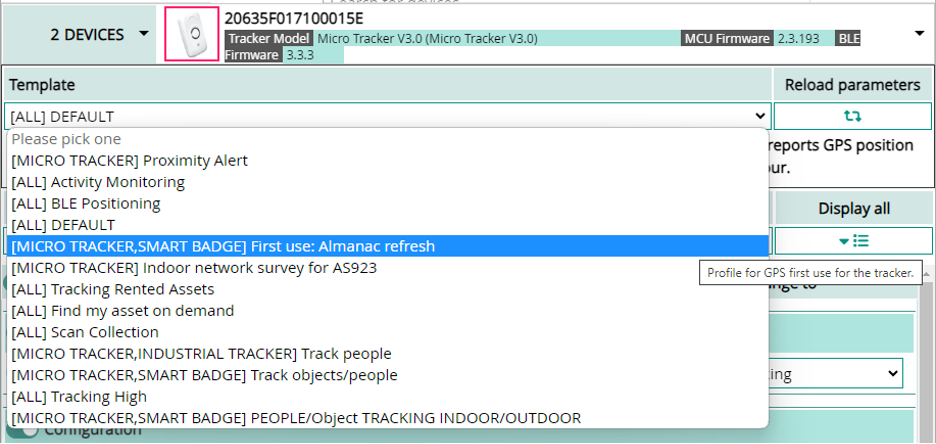 2 DEVICES
20635F017100015E
Tracker Model Micro Tracker V3.0 (Micro Tracker V3.0) MCU Firmware 2.3.193 BLE
Firmware 3.3.3
Template
Reload parameters
[ALL] DEFAULT
Please pick one
[MICRO TRACKER] Proximity Alert
[ALL] Activity Monitoring
[ALL] BLE Positioning
[ALL] DEFAULT
[MICRO TRACKER,SMART BADGE] First use: Almanac refresh
[MICRO TRACKER] Indoor network survey for AS923
[ALL] Tracking Rented Assets
[ALL] Find my asset on demand
[ALL] Scan Collection
[MICRO TRACKER,INDUSTRIAL TRACKER] Track people
[MICRO TRACKER,SMART BADGE] Track objects/people
[ALL] Tracking High
[MICRO TRACKER,SMART BADGE] PEOPLE/Object TRACKING INDOOR/OUTDOOR
reports GPS position
Display all
Profile for GPS first use for the tracker.
Configuration